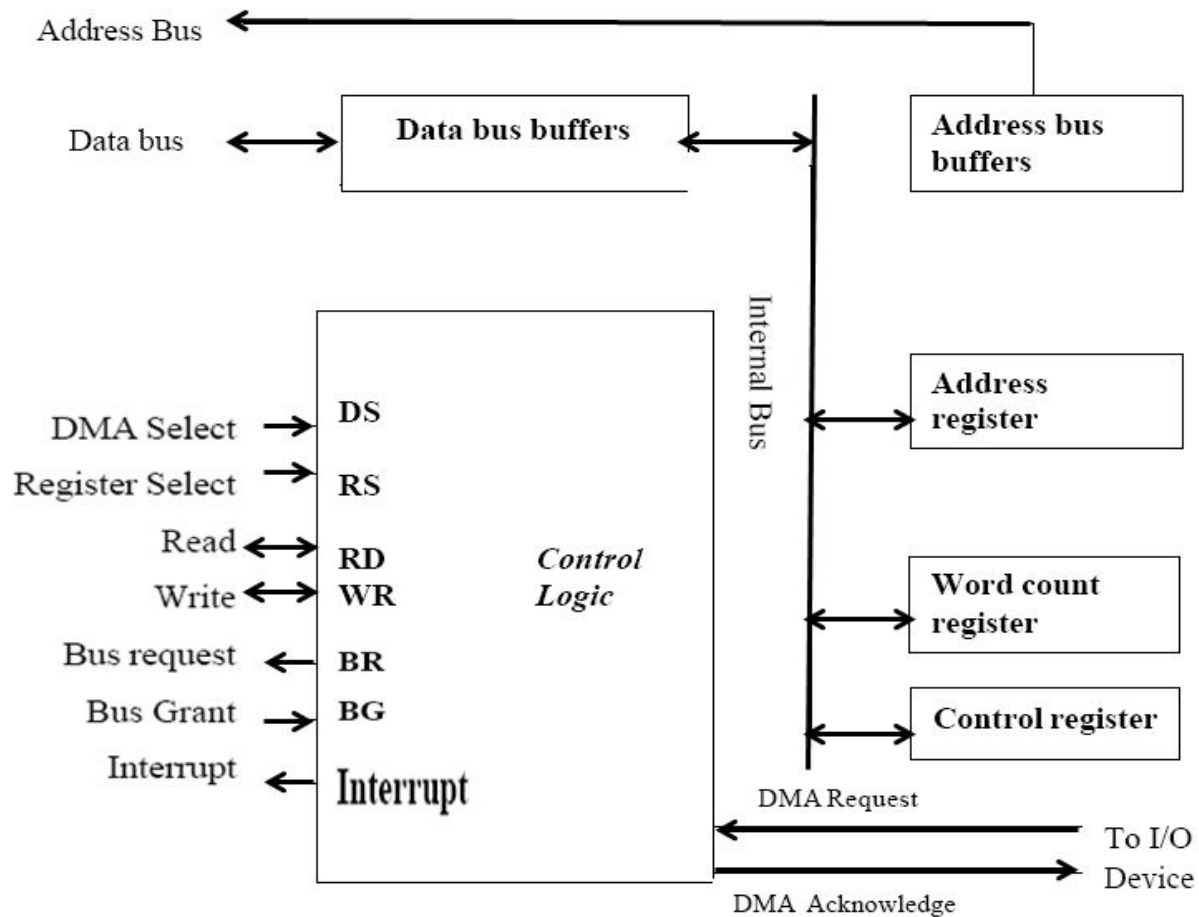 Address Bus
Data bus
Data bus buffers
Address bus
buffers
Internal Bus
Address
register
DMA Select
DS
Register Select
RS
Read
RD
Control
Write
WR
Logic
Word count
register
Bus request
BR
Bus Grant
BG
Control register
Interrupt
Interrupt
DMA Request
To I/O
Device
DMA Acknowledge